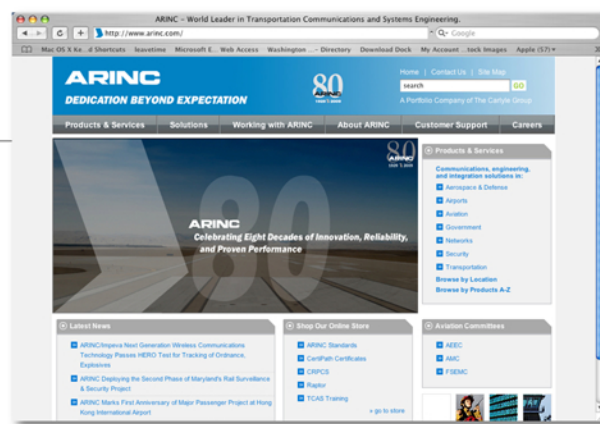 ARINC – World Leader in Transportation Communications and Systems Engineering.
http://www.arinc.com/
Google
Mac OS X Ke...d Shortcuts leavetime Microsoft E... Web Access Washington ... – Directory Download Dock My Account ...tock Images Apple (57)
Home | Contact Us | Site Map
ARINC
80
ARINC
search GO
DEDICATION BEYOND EXPECTATION
A Portfolio Company of The Carlyle Group
Products & Services Solutions Working with ARINC About ARINC Customer Support Careers
80
ARINC
80
ARINC
Celebrating Eight Decades of Innovation, Reliability,
and Proven Performance
Products & Services
Communications, engineering,
and integration solutions in:
Aerospace & Defense
Airports
Aviation
Government
Networks
Security
Transportation
Browse by Location
Browse by Products A-Z
Latest News
ARINC/Impeva Next Generation Wireless Communications
Technology Passes HERO Test for Tracking of Ordnance,
Explosives
ARINC Deploying the Second Phase of Maryland's Rail Surveillance
& Security Project
ARINC Marks First Anniversary of Major Passenger Project at Hong
Kong International Airport
Shop Our Online Store
ARINC Standards
CertiPath Certificates
CRPCS
Raptor
TCAS Training
» go to store
Aviation Committees
AEEC
AMC
FSEMC